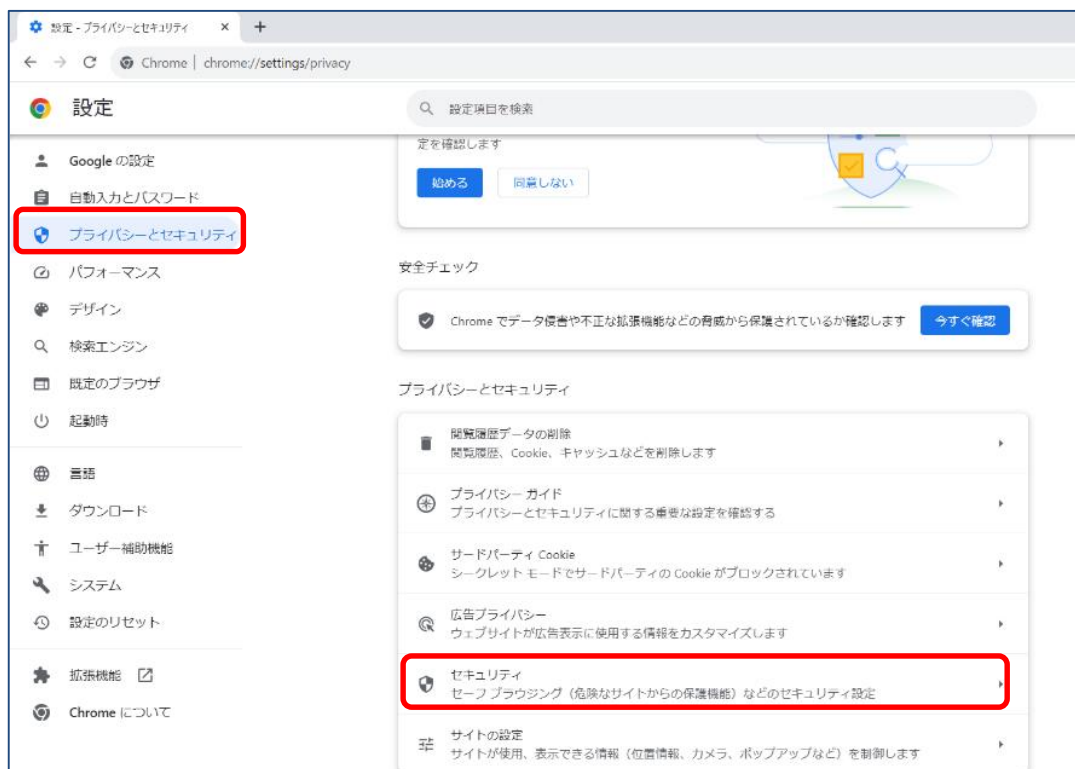 設定 - プライバシーとセキュリティ
Chrome | chrome://settings/privacy
設定
設定項目を検索
Google の設定
自動入力とパスワード
プライバシーとセキュリティ
パフォーマンス
デザイン
検索エンジン
既定のブラウザ
起動時
言語
ダウンロード
ユーザー補助機能
システム
設定のリセット
拡張機能
Chrome について
定を確認します
始める
同意しない
安全チェック
Chrome でデータ侵害や不正な拡張機能などの脅威から保護されているか確認します
今すぐ確認
プライバシーとセキュリティ
閲覧履歴データの削除
閲覧履歴、Cookie、キャッシュなどを削除します
プライバシー ガイド
プライバシーとセキュリティに関する重要な設定を確認する
サードパーティ Cookie
シークレット モードでサードパーティの Cookie がブロックされています
広告プライバシー
ウェブサイトが広告表示に使用する情報をカスタマイズします
セキュリティ
セーフ ブラウジング（危険なサイトからの保護機能）などのセキュリティ設定
サイトの設定
サイトが使用、表示できる情報（位置情報、カメラ、ポップアップなど）を制御します